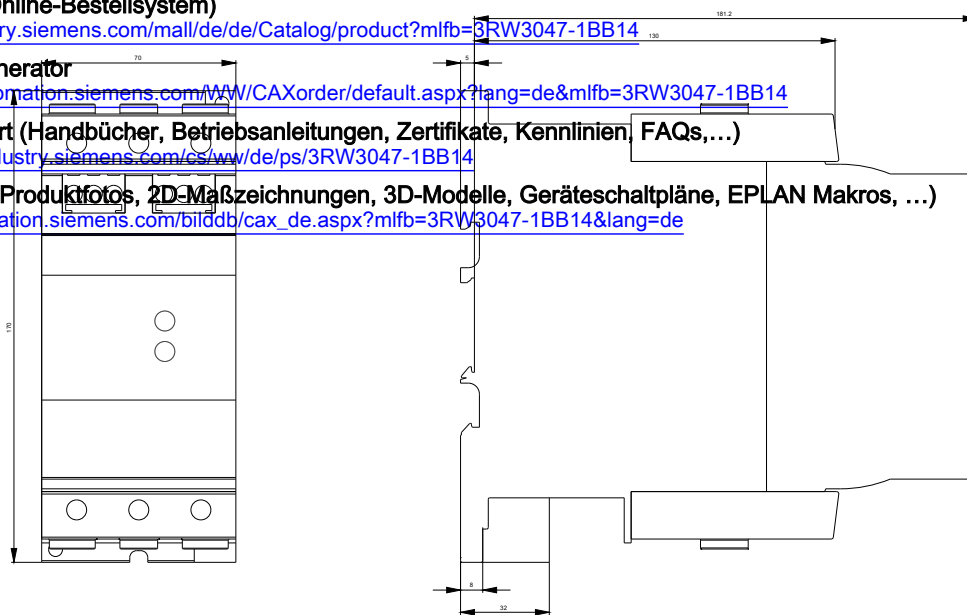 Online-Bestellsystem)
ry.siemens.com/mall/de/de/Catalog/product?mlfb=3RW3047-1BB14
nerator
omation.siemens.com/WW/CAXorder/default.aspx?lang=de&mlfb=3RW3047-1BB14
rt (Handbücher, Betriebsanleitungen, Zertifikate, Kennlinien, FAQs,…)
dustry.siemens.com/cs/ww/de/ps/3RW3047-1BB14
Produktfotos, 2D-Maßzeichnungen, 3D-Modelle, Geräteschaltpläne, EPLAN Makros, …)
ation.siemens.com/bilddb/cax_de.aspx?mlfb=3RW3047-1BB14&lang=de
181.2
130
70
5
170
8
32